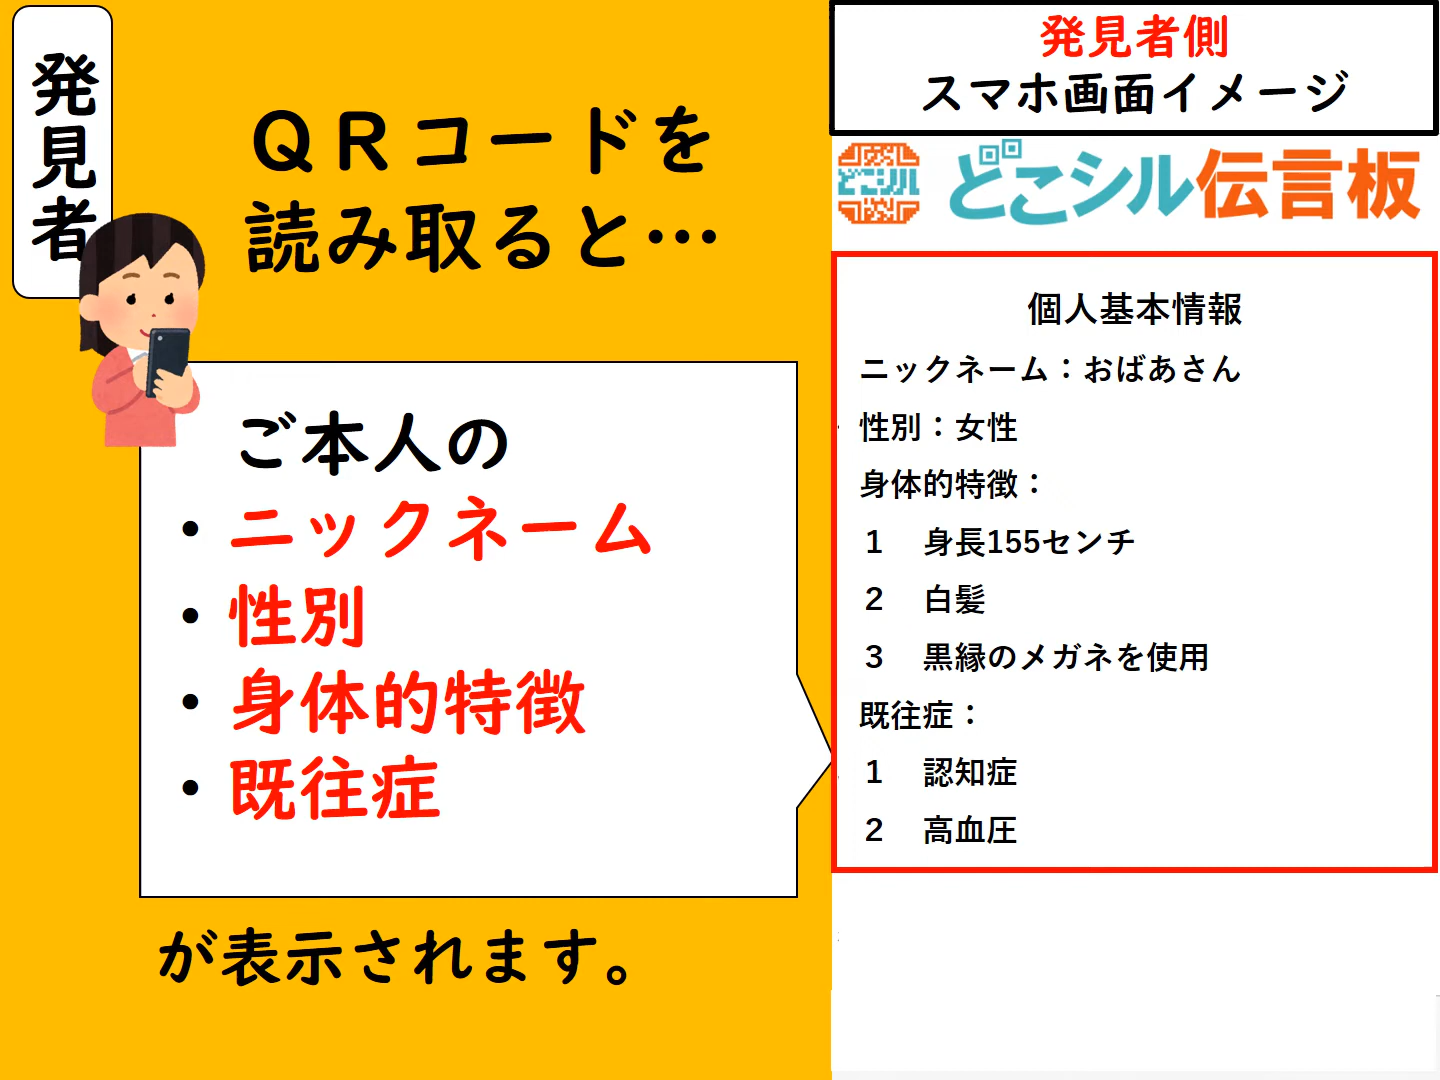 発見者
ＱＲコードを
読み取ると…
ご本人の
・ニックネーム
・性別
・身体的特徴
・既往症
が表示されます。
発見者側
スマホ画面イメージ
どこシル
どこシル伝言板
個人基本情報
ニックネーム：おばあさん
性別：女性
身体的特徴：
１　身長155センチ
２　白髪
３　黒縁のメガネを使用
既往症：
１　認知症
２　高血圧